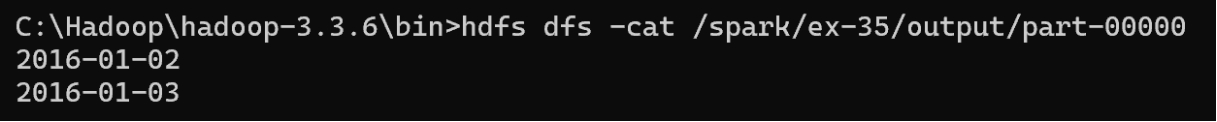 C:\Hadoop\hadoop-3.3.6\bin>hdfs dfs -cat /spark/ex-35/output/part-00000
2016-01-02
2016-01-03